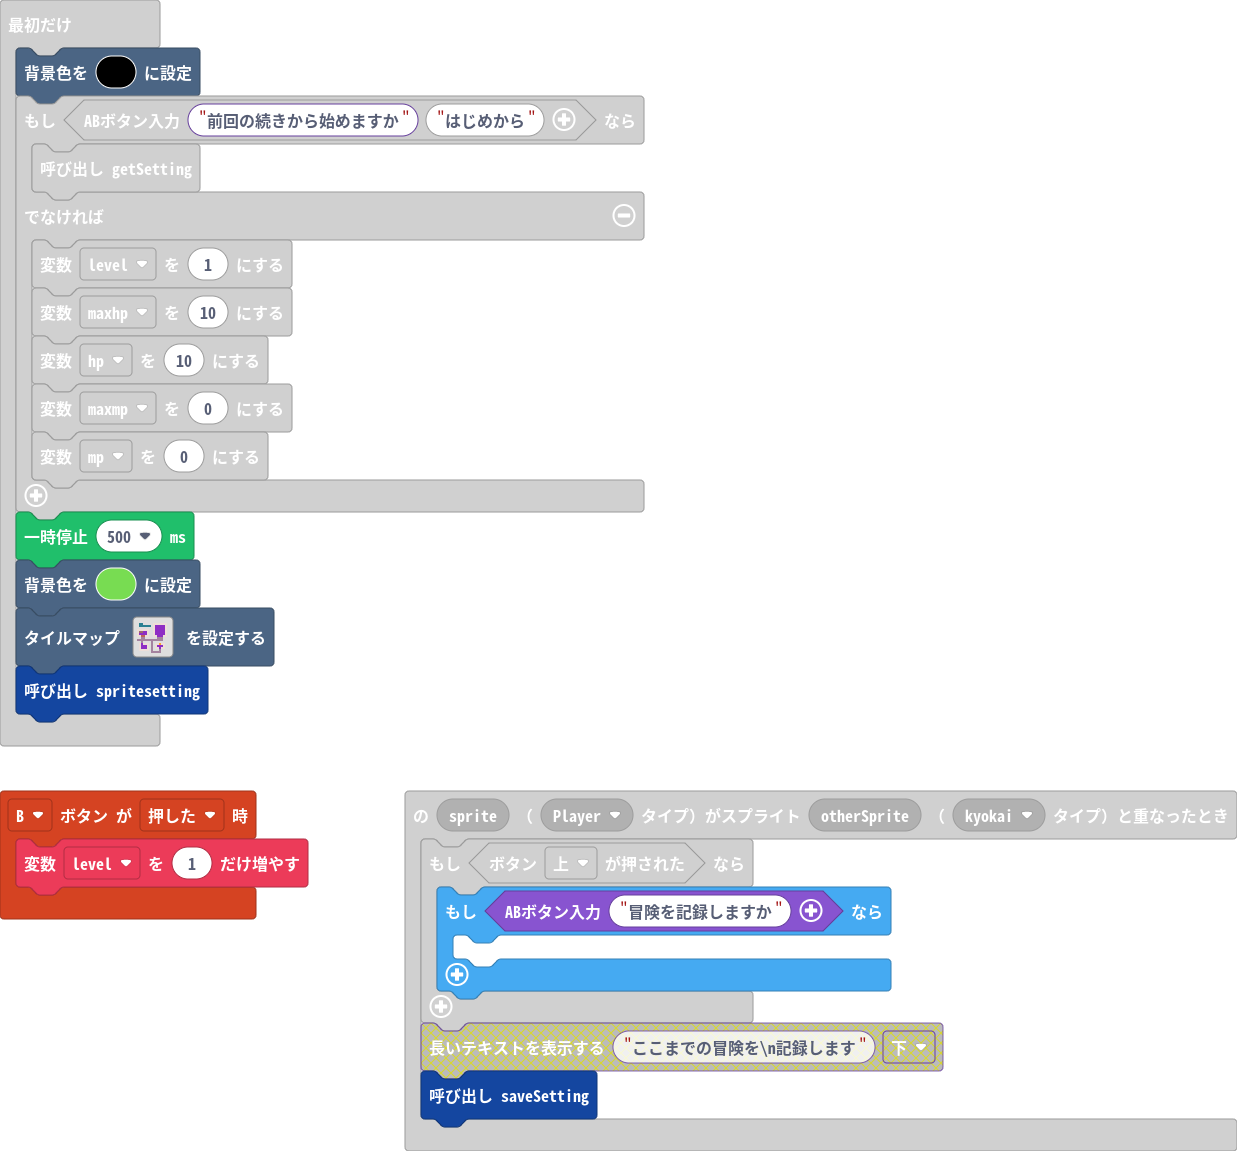 最初だけ
背景色を に設定
もし ABボタン入力 "前回の続きから始めますか" "はじめから" なら
呼び出し getSetting
でなければ
変数 level を 1 にする
変数 maxhp を 10 にする
変数 hp を 10 にする
変数 maxmp を 0 にする
変数 mp を 0 にする
一時停止 500 ms
背景色を に設定
タイルマップ を設定する
呼び出し spritesetting
B ボタン が 押した 時
変数 level を 1 だけ増やす
の sprite ( Player タイプ) がスプライト otherSprite ( kyokai タイプ) と重なったとき
もし ボタン 上 が押された なら
もし ABボタン入力 "冒険を記録しますか" なら
長いテキストを表示する "ここまでの冒険を\n記録します" 下
呼び出し saveSetting